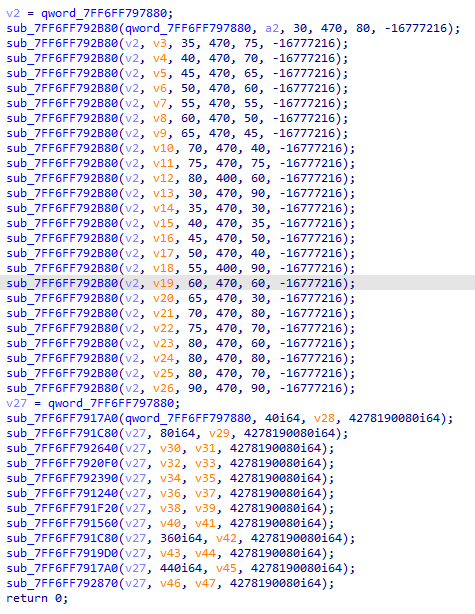 v2 = qword_7FF6FF797880;
sub_7FF6FF792B80(qword_7FF6FF797880, a2, 30, 470, 80, -16777216);
sub_7FF6FF792B80(v2, v3, 35, 470, 75, -16777216);
sub_7FF6FF792B80(v2, v4, 40, 470, 70, -16777216);
sub_7FF6FF792B80(v2, v5, 45, 470, 65, -16777216);
sub_7FF6FF792B80(v2, v6, 50, 470, 60, -16777216);
sub_7FF6FF792B80(v2, v7, 55, 470, 55, -16777216);
sub_7FF6FF792B80(v2, v8, 60, 470, 50, -16777216);
sub_7FF6FF792B80(v2, v9, 65, 470, 45, -16777216);
sub_7FF6FF792B80(v2, v10, 70, 470, 40, -16777216);
sub_7FF6FF792B80(v2, v11, 75, 470, 75, -16777216);
sub_7FF6FF792B80(v2, v12, 80, 400, 60, -16777216);
sub_7FF6FF792B80(v2, v13, 30, 470, 90, -16777216);
sub_7FF6FF792B80(v2, v14, 35, 470, 30, -16777216);
sub_7FF6FF792B80(v2, v15, 40, 470, 35, -16777216);
sub_7FF6FF792B80(v2, v16, 45, 470, 50, -16777216);
sub_7FF6FF792B80(v2, v17, 50, 470, 40, -16777216);
sub_7FF6FF792B80(v2, v18, 55, 400, 90, -16777216);
sub_7FF6FF792B80(v2, v19, 60, 470, 60, -16777216);
sub_7FF6FF792B80(v2, v20, 65, 470, 30, -16777216);
sub_7FF6FF792B80(v2, v21, 70, 470, 80, -16777216);
sub_7FF6FF792B80(v2, v22, 75, 470, 70, -16777216);
sub_7FF6FF792B80(v2, v23, 80, 470, 60, -16777216);
sub_7FF6FF792B80(v2, v24, 80, 470, 80, -16777216);
sub_7FF6FF792B80(v2, v25, 80, 470, 70, -16777216);
sub_7FF6FF792B80(v2, v26, 90, 470, 90, -16777216);
v27 = qword_7FF6FF797880;
sub_7FF6FF7917A0(qword_7FF6FF797880, 40i64, v28, 4278190080i64);
sub_7FF6FF791C80(v27, 80i64, v29, 4278190080i64);
sub_7FF6FF792640(v27, v30, v31, 4278190080i64);
sub_7FF6FF7920F0(v27, v32, v33, 4278190080i64);
sub_7FF6FF792390(v27, v34, v35, 4278190080i64);
sub_7FF6FF791240(v27, v36, v37, 4278190080i64);
sub_7FF6FF791F20(v27, v38, v39, 4278190080i64);
sub_7FF6FF791560(v27, v40, v41, 4278190080i64);
sub_7FF6FF791C80(v27, 360i64, v42, 4278190080i64);
sub_7FF6FF7919D0(v27, v43, v44, 4278190080i64);
sub_7FF6FF7917A0(v27, 440i64, v45, 4278190080i64);
sub_7FF6FF792870(v27, v46, v47, 4278190080i64);
return 0;